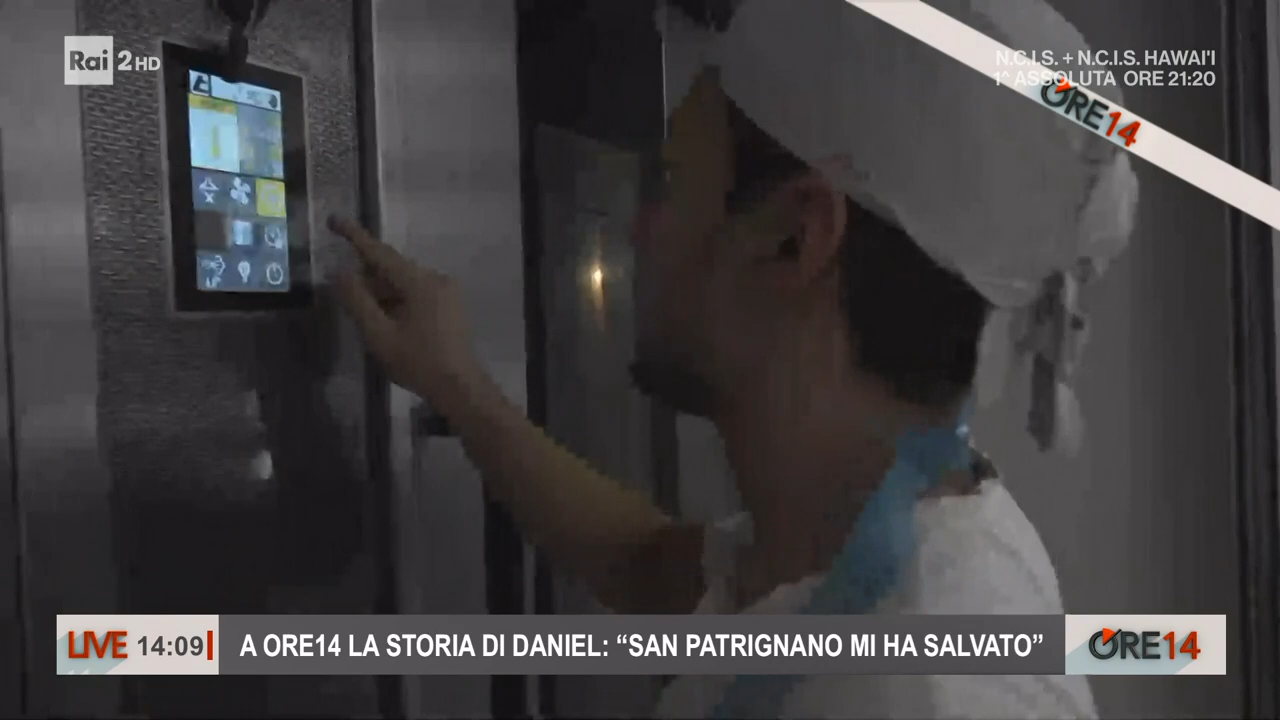 Rai 2HD
N.C.I.S. + N.C.I.S. HAWAI'I
1^ ASSOLUTA ORE 21:20
ORE14
LIVE 14:09
A ORE14 LA STORIA DI DANIEL: “SAN PATRIGNANO MI HA SALVATO”
ORE14